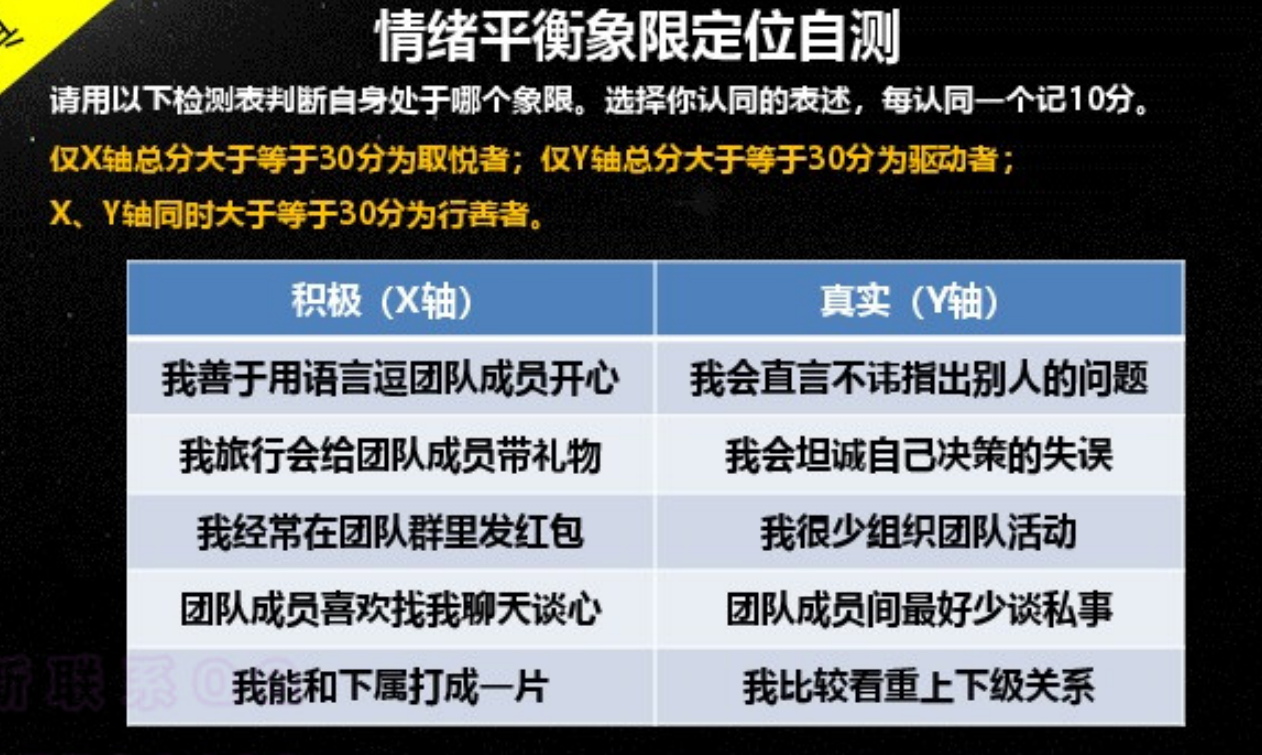 情绪平衡象限定位自测
请用以下检测表判断自身处于哪个象限。选择你认同的表述，每认同一个记10分。
仅X轴总分大于等于30分为取悦者；仅Y轴总分大于等于30分为驱动者；
X、Y轴同时大于等于30分为行善者。
积极（X轴）
真实（Y轴）
我善于用语言逗团队成员开心
我会直言不讳指出别人的问题
我旅行会给团队成员带礼物
我会坦诚自己决策的失误
我经常在团队群里发红包
我很少组织团队活动
团队成员喜欢找我聊天谈心
团队成员间最好少谈私事
我能和下属打成一片
我比较看重上下级关系
新联系